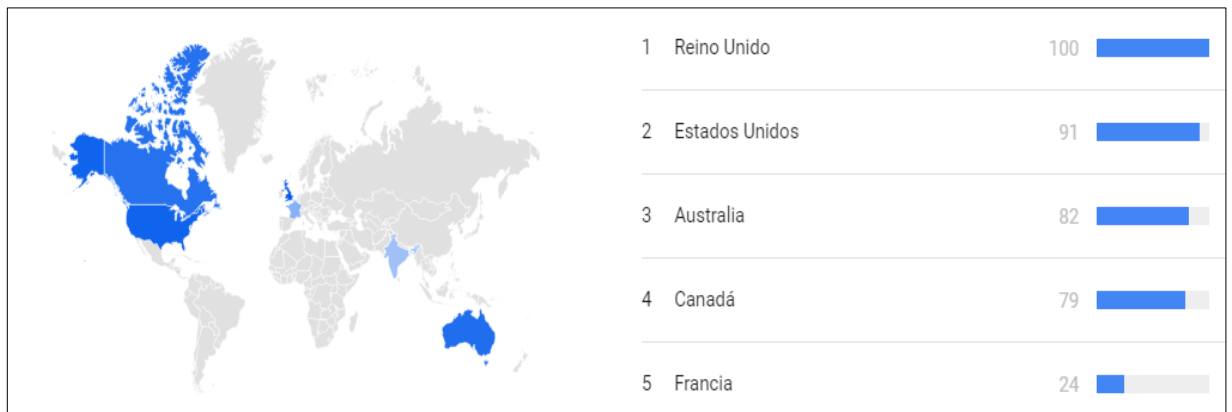 1 Reino Unido 100
2 Estados Unidos 91
3 Australia 82
4 Canadá 79
5 Francia 24